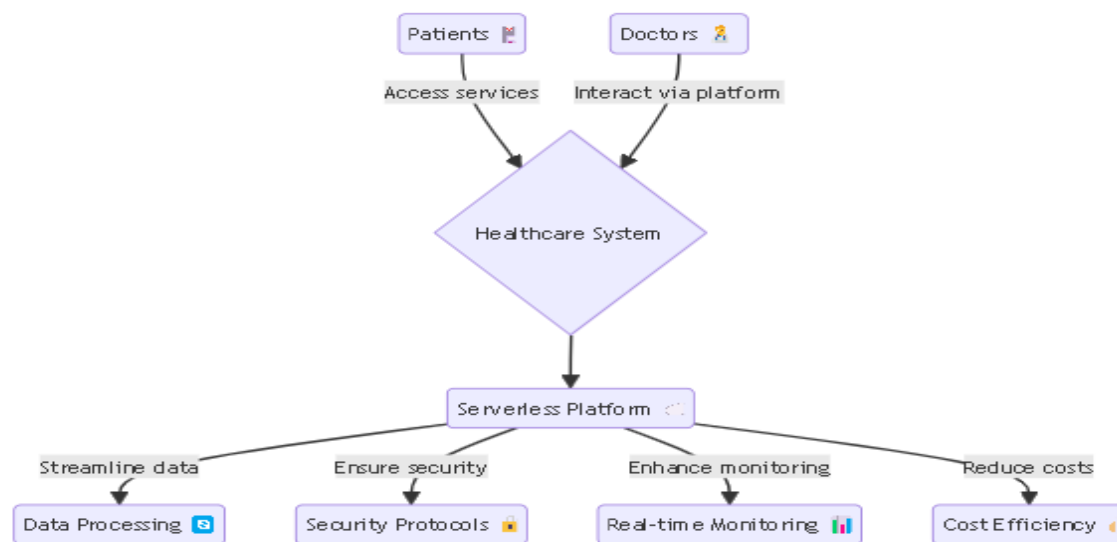 Patients
Doctors
Access services
Interact via platform
Healthcare System
Serverless Platform
Streamline data
Ensure security
Enhance monitoring
Reduce costs
Data Processing
Security Protocols
Real-time Monitoring
Cost Efficiency